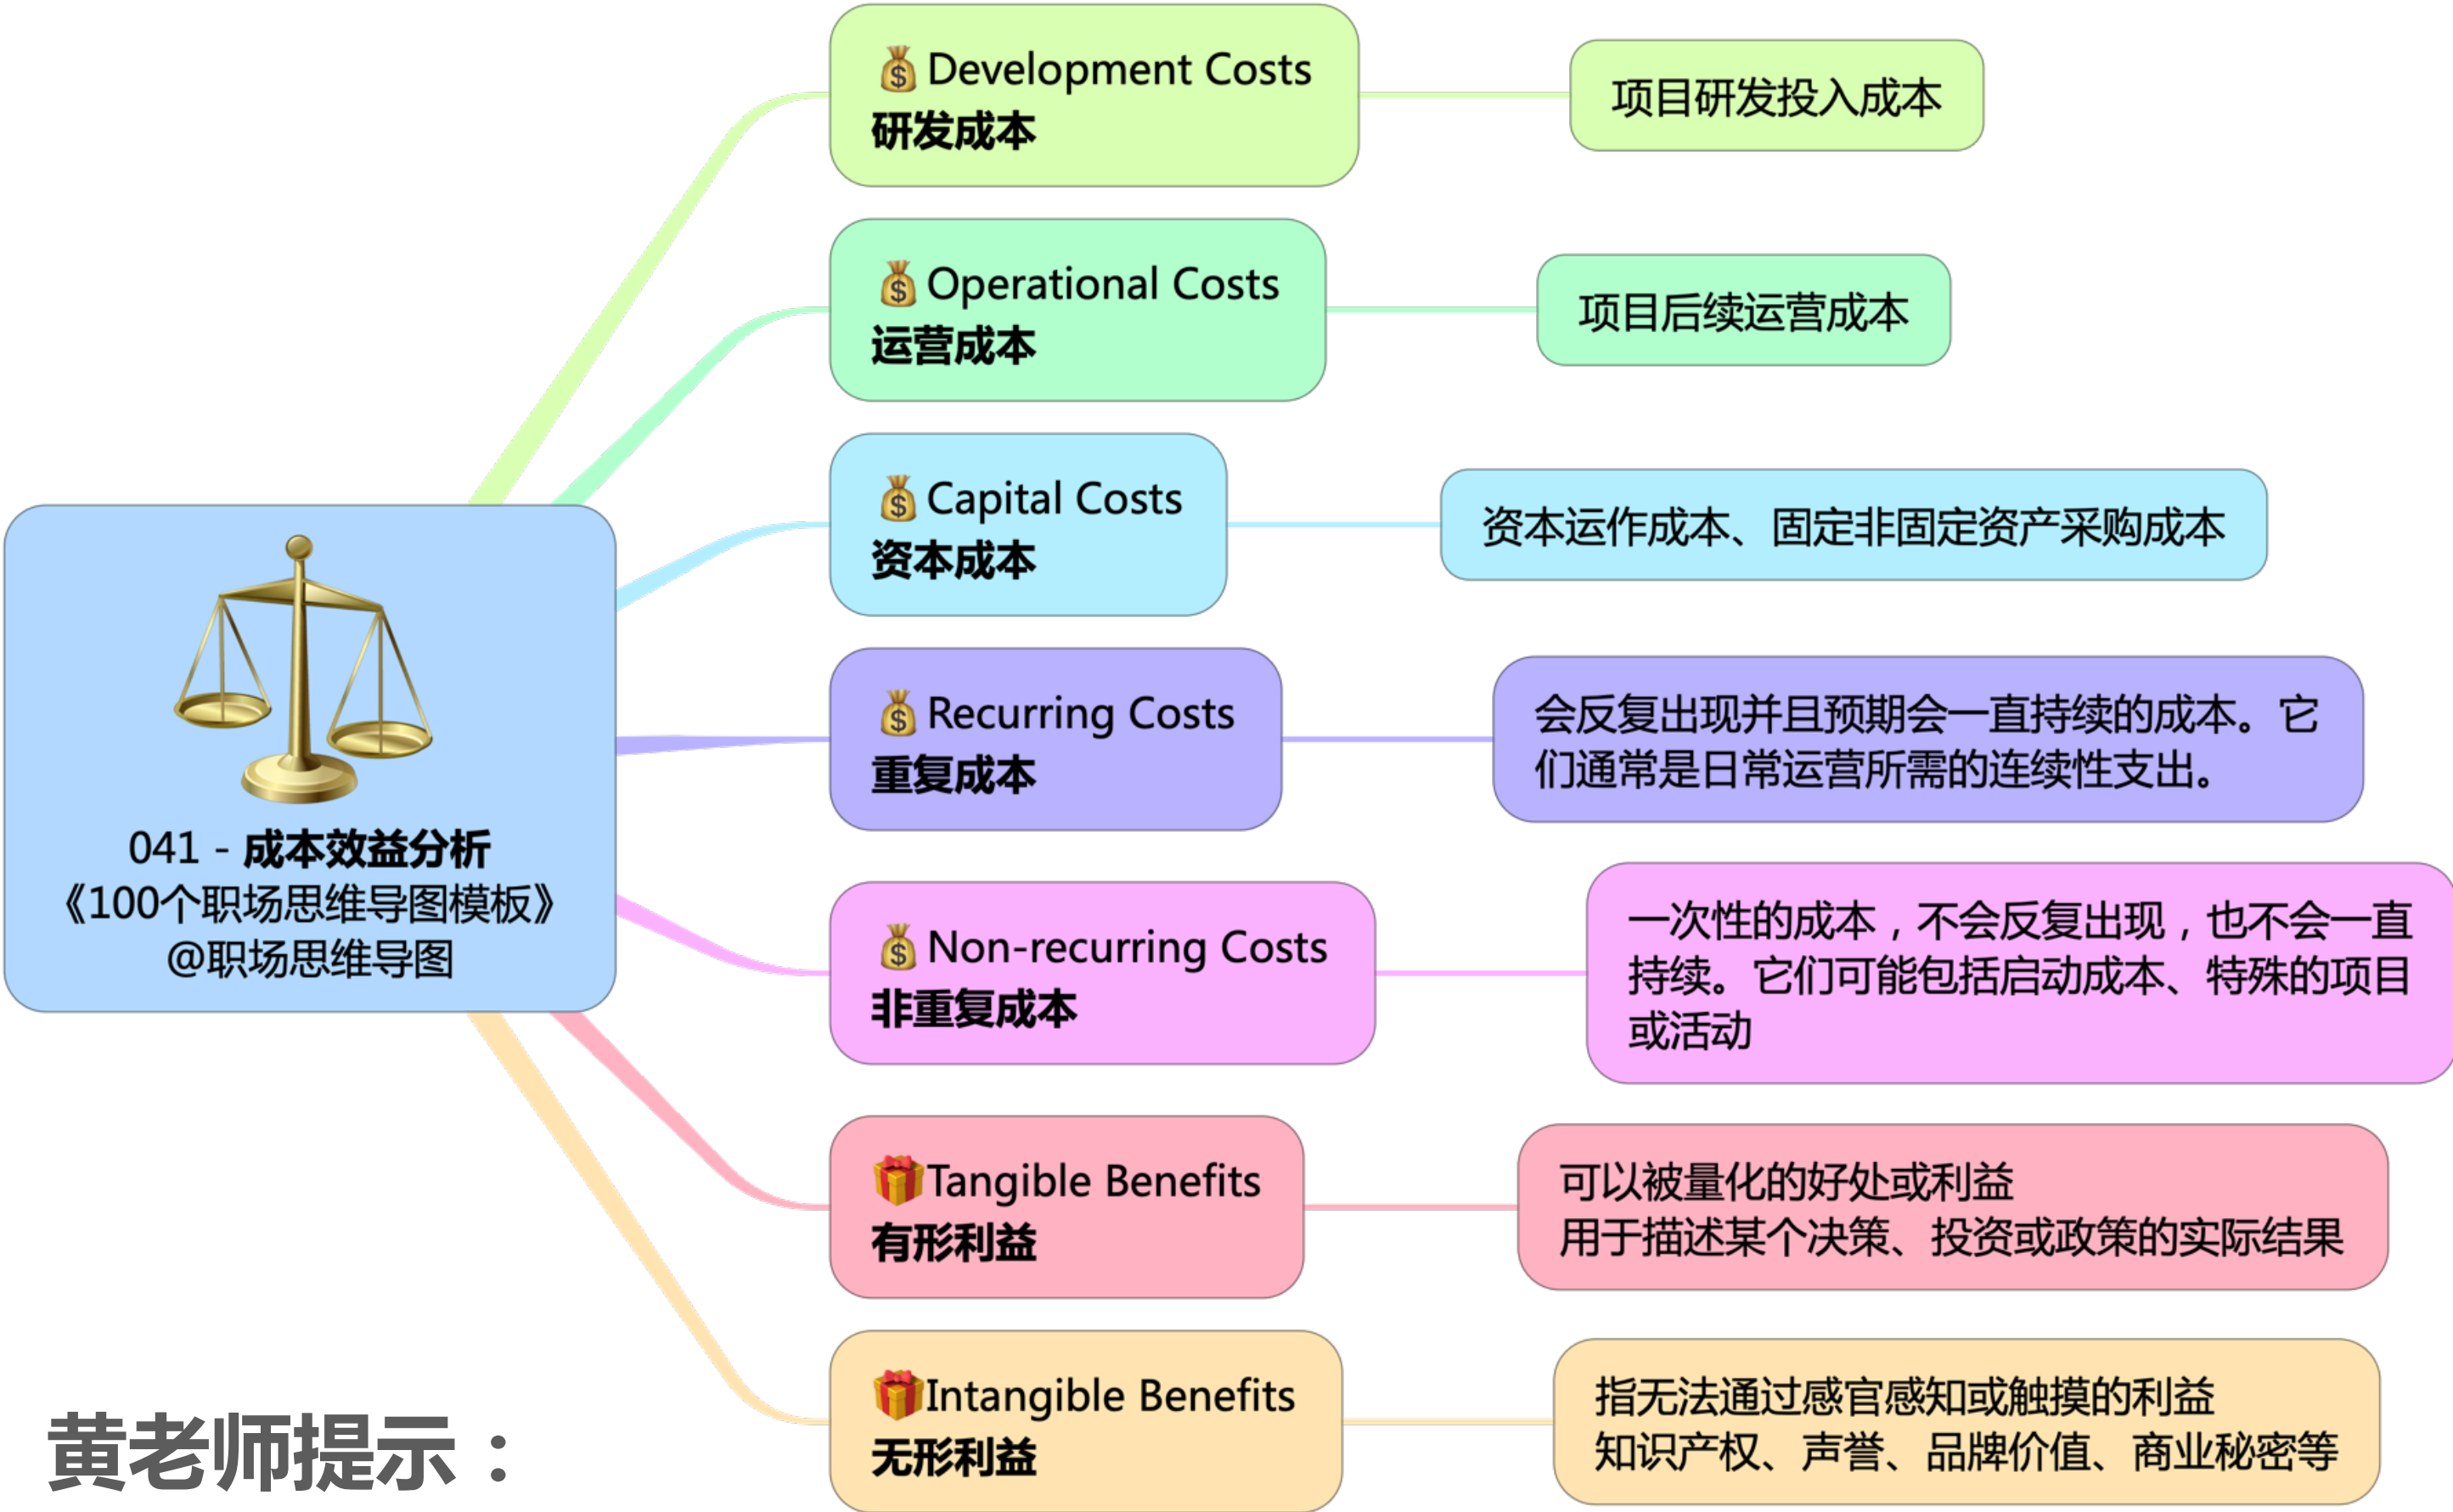 041 - 成本效益分析
《100个职场思维导图模板》
@职场思维导图
Development Costs
研发成本
项目研发投入成本
Operational Costs
运营成本
项目后续运营成本
Capital Costs
资本成本
资本运作成本、固定非固定资产采购成本
Recurring Costs
重复成本
会反复出现并且预期会一直持续的成本。它
们通常是日常运营所需的连续性支出。
Non-recurring Costs
非重复成本
一次性的成本，不会反复出现，也不会一直
持续。它们可能包括启动成本、特殊的项目
或活动
Tangible Benefits
有形利益
可以被量化的好处或利益
用于描述某个决策、投资或政策的实际结果
Intangible Benefits
无形利益
指无法通过感官感知或触摸的利益
知识产权、声誉、品牌价值、商业秘密等
黄老师提示：